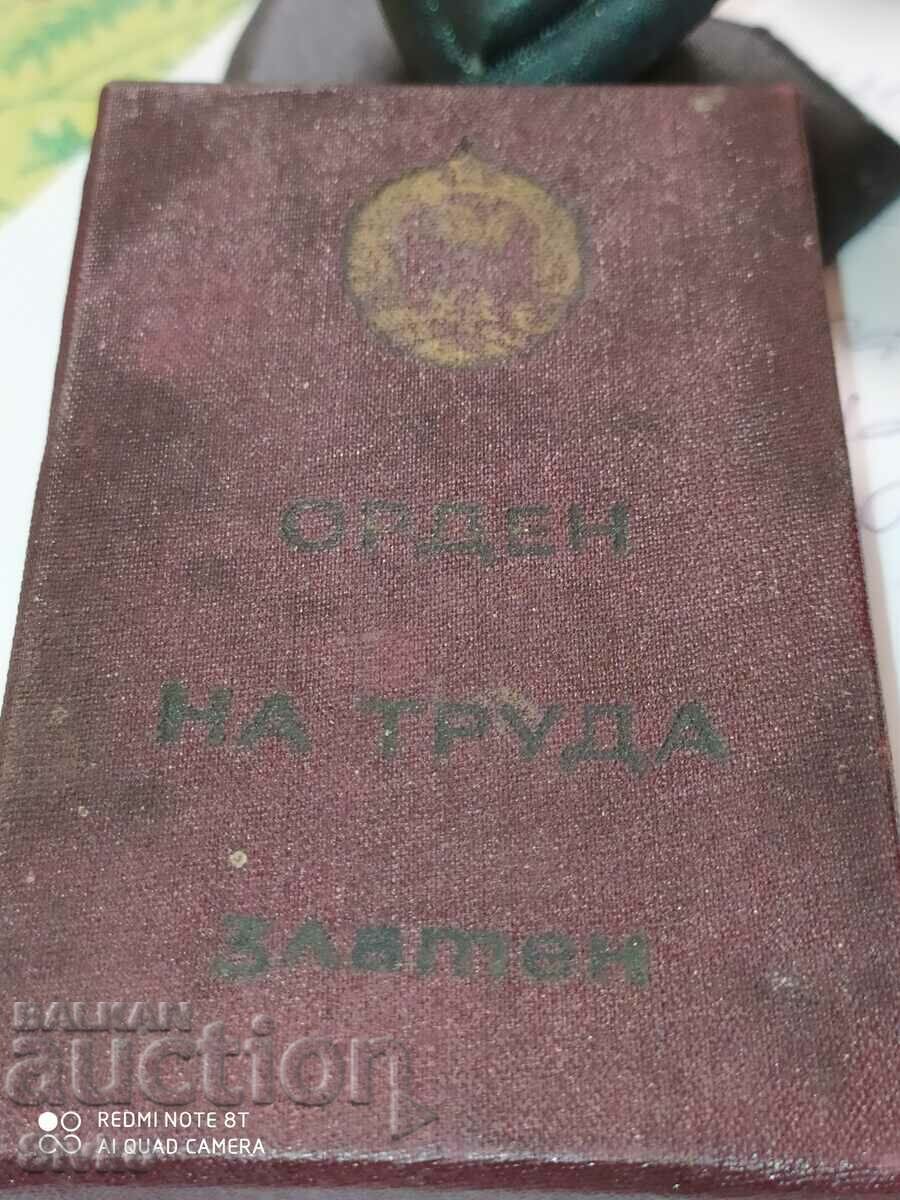 ОРДЕН
НА ТРУДА
Златен
BALKAN
auction
REDMI NOTE 8T
AI QUAD CAMERA